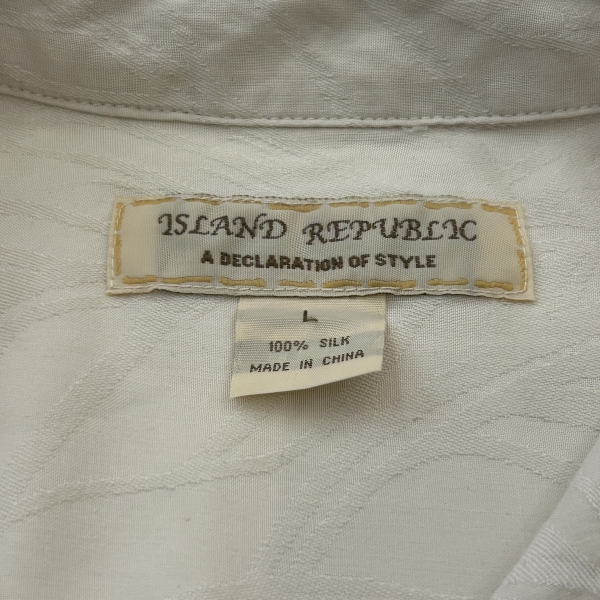 ISLAND REPUBLIC
A DECLARATION OF STYLE
L
100% SILK
MADE IN CHINA